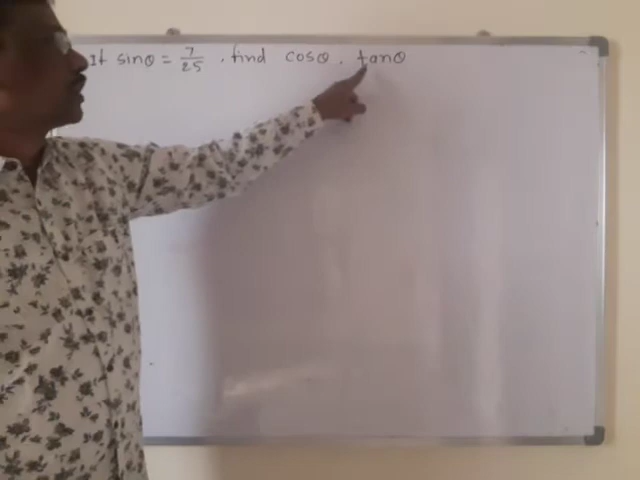 If sinθ = 7/25 . find cosθ . tanθ